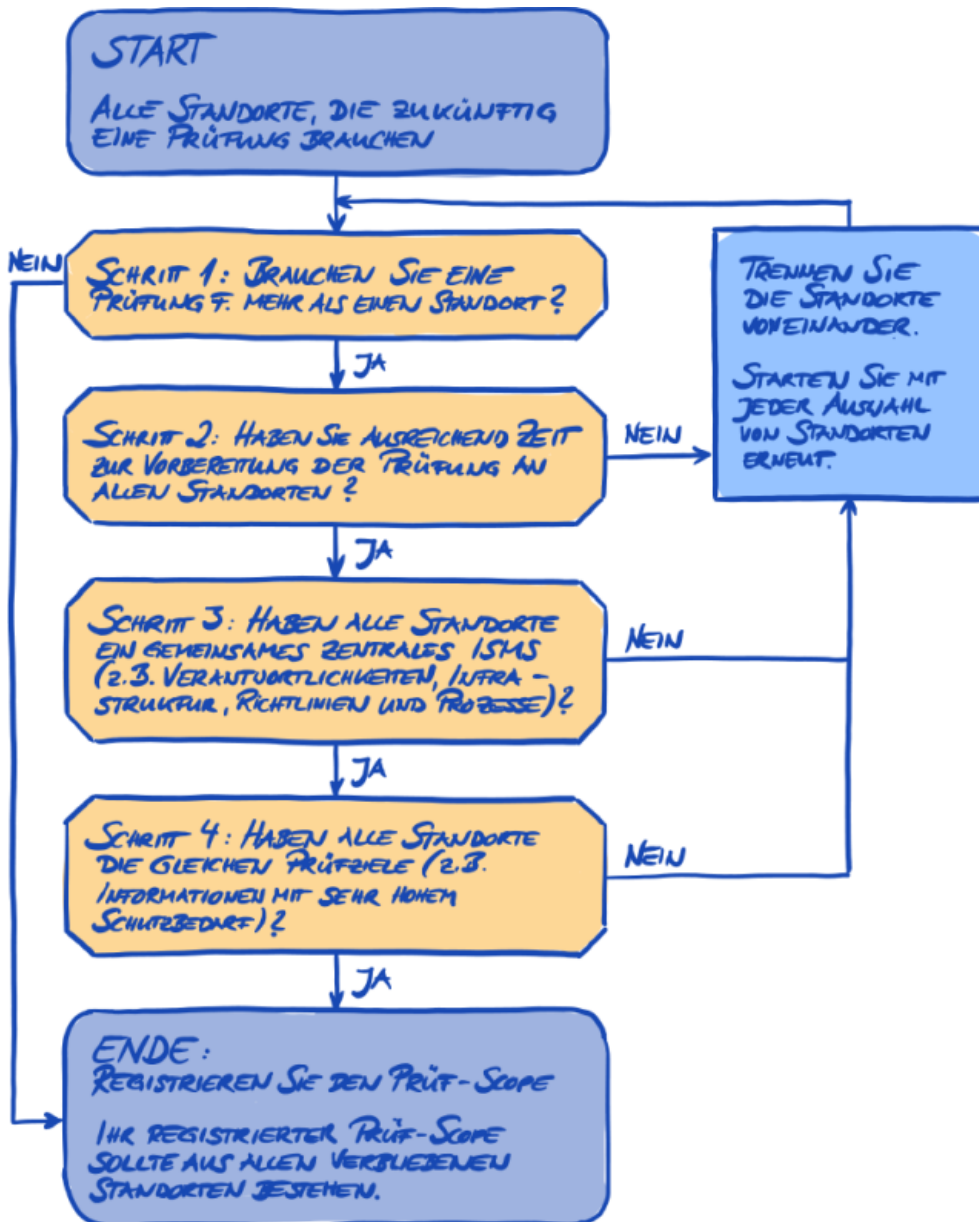 START
ALLE STANDORTE, DIE ZUKÜNFTIG
EINE PRÜFUNG BRAUCHEN
NEIN
SCHRITT 1: BRAUCHEN SIE EINE
PRÜFUNG F. MEHR ALS EINEN STANDORT?
JA
SCHRITT 2: HABEN SIE AUSREICHEND ZEIT
ZUR VORBEREITUNG DER PRÜFUNG AN
ALLEN STANDORTEN?
NEIN
TRENNEN SIE
DIE STANDORTE
VONEINANDER.
STARTEN SIE MIT
JEDER AUSWAHL
VON STANDORTEN
ERNEUT.
JA
SCHRITT 3: HABEN ALLE STANDORTE
EIN GEMEINSAMES ZENTRALES ISMS
(Z.B. VERANTWORTLICHKEITEN, INFRA-
STRUKTUR, RICHTLINIEN UND PROZESSE)?
NEIN
JA
SCHRITT 4: HABEN ALLE STANDORTE
DIE GLEICHEN PRÜFZIELE (Z.B.
INFORMATIONEN MIT SEHR HOHEM
SCHUTZBEDARF)?
NEIN
JA
ENDE:
REGISTRIEREN SIE DEN PRÜF-SCOPE
IHR REGISTRIERTER PRÜF-SCOPE
SOLLTE AUS ALLEN VERBLIEBENEN
STANDORTEN BESTEHEN.